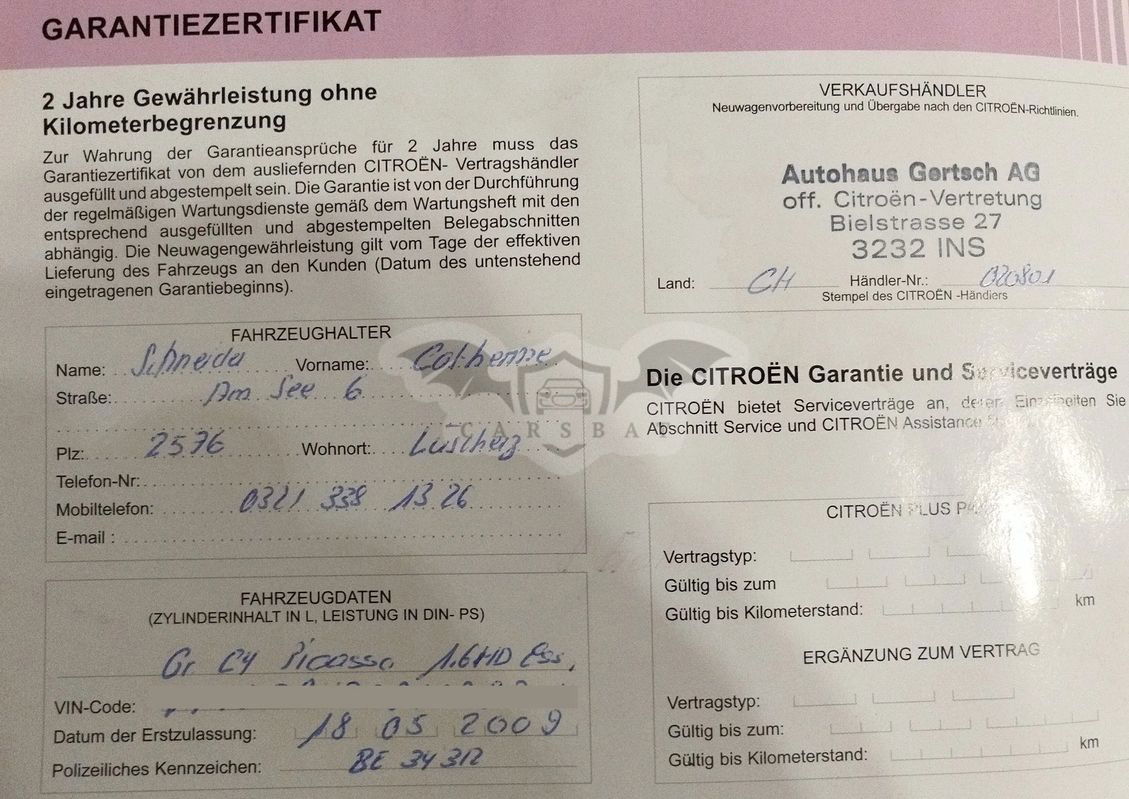 GARANTIEZERTIFIKAT
2 Jahre Gewährleistung ohne
Kilometerbegrenzung
Zur Wahrung der Garantieansprüche für 2 Jahre muss das
Garantiezertifikat von dem ausliefernden CITROËN- Vertragshändler
ausgefüllt und abgestempelt sein. Die Garantie ist von der Durchführung
der regelmäßigen Wartungsdienste gemäß dem Wartungsheft mit den
entsprechend ausgefüllten und abgestempelten Belegabschnitten
abhängig. Die Neuwagengewährleistung gilt vom Tage der effektiven
Lieferung des Fahrzeugs an den Kunden (Datum des untenstehend
eingetragenen Garantiebeginns).
FAHRZEUGHALTER
Name: Schneider Vorname: Catherine
Straße: Am See 6
Plz: 2576 Wohnort: Lüscherz
Telefon-Nr:
Mobiltelefon: 0321 338 13 26
E-mail :
FAHRZEUGDATEN
(ZYLINDERINHALT IN L, LEISTUNG IN DIN- PS)
Gr C4 Picasso 1.6HD Ess.
VIN-Code:
Datum der Erstzulassung: 18 05 2009
Polizeiliches Kennzeichen: BE 34312
VERKAUFSHÄNDLER
Neuwagenvorbereitung und Übergabe nach den CITROËN-Richtlinien.
Autohaus Gertsch AG
off. Citroën-Vertretung
Bielstrasse 27
3232 INS
Land: CH Händler-Nr.: 020801
Stempel des CITROËN -Händlers
Die CITROËN Garantie und Serviceverträge
CITROËN bietet Serviceverträge an, deren Einzelheiten Sie
Abschnitt Service und CITROËN Assistance
CARSBAT
CITROËN PLUS
Vertragstyp:
Gültig bis zum
Gültig bis Kilometerstand: km
ERGÄNZUNG ZUM VERTRAG
Vertragstyp:
Gültig bis zum:
Gültig bis Kilometerstand: km